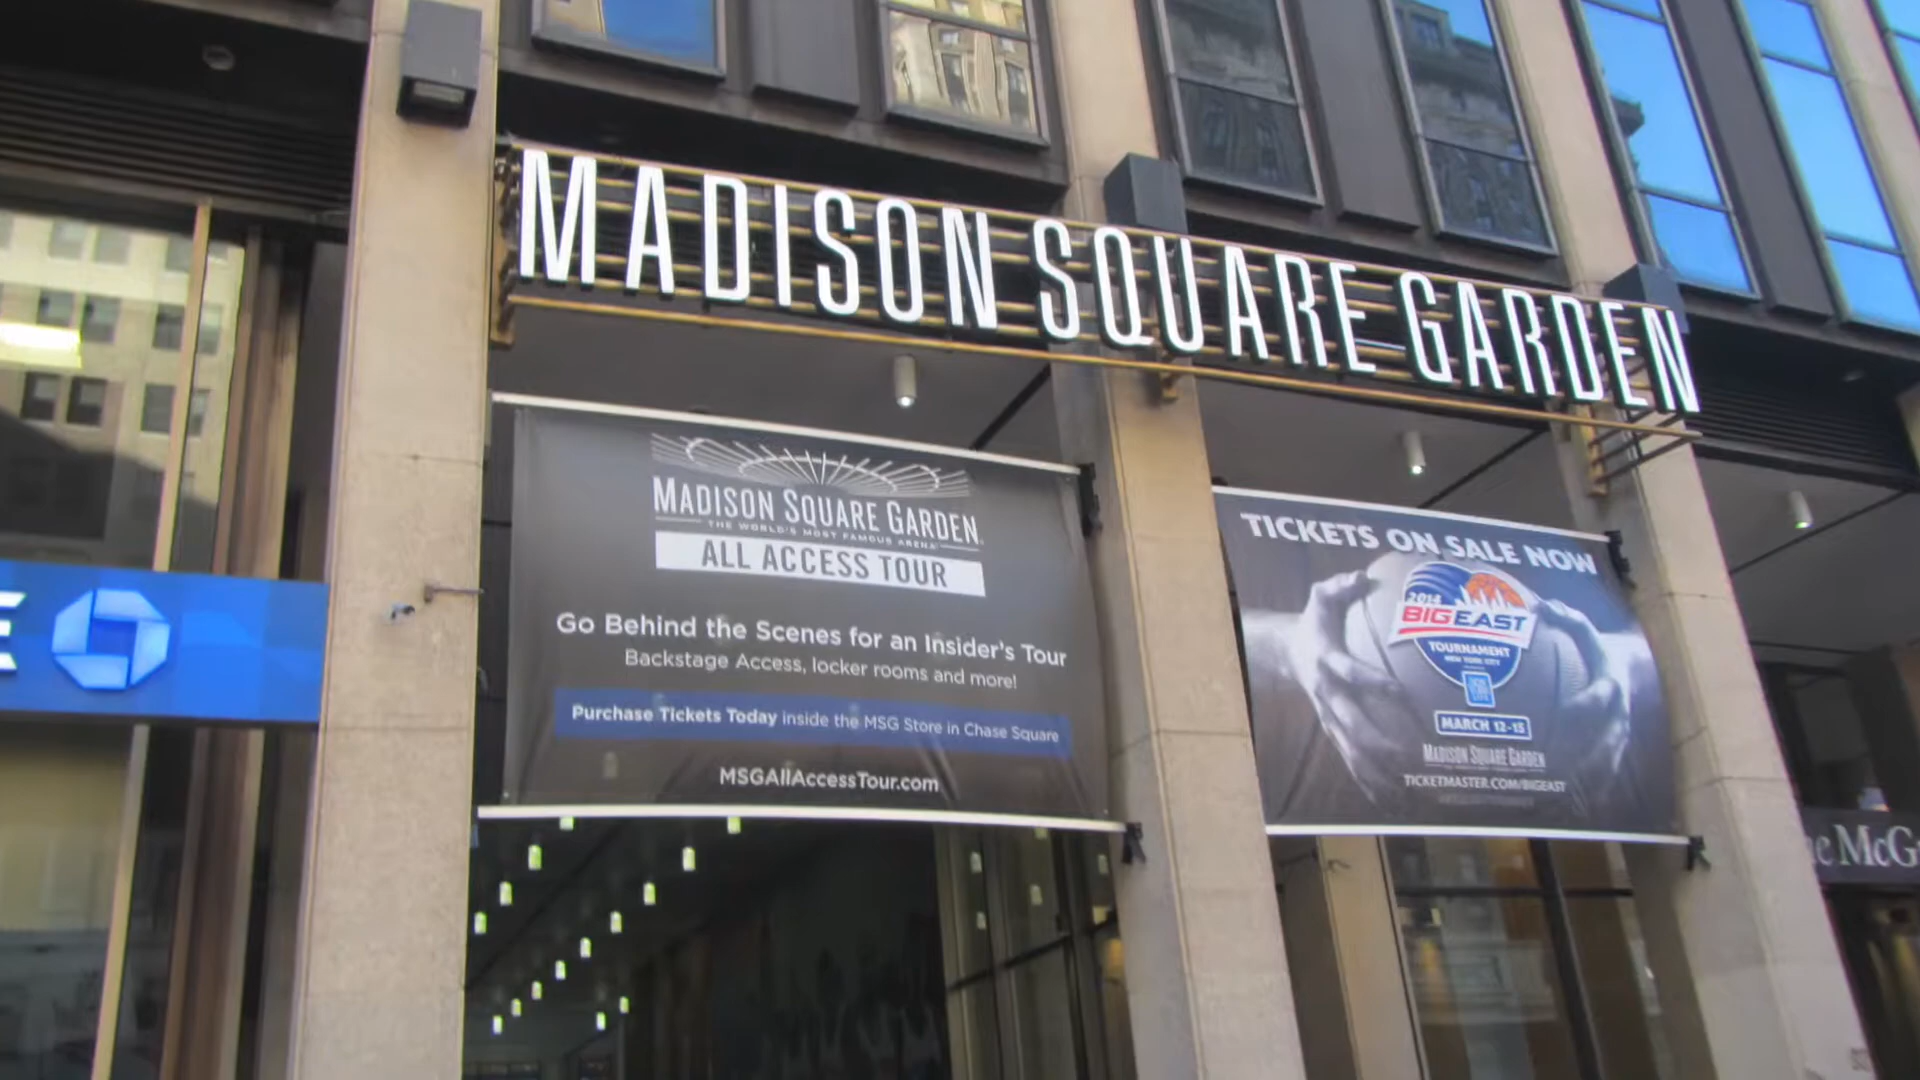 MADISON SQUARE GARDEN
MADISON SQUARE GARDEN
THE WORLD'S MOST FAMOUS ARENA
ALL ACCESS TOUR
Go Behind the Scenes for an Insider's Tour
Backstage Access, locker rooms and more!
Purchase Tickets Today inside the MSG Store in Chase Square
MSGAllAccessTour.com
TICKETS ON SALE NOW
2014
BIG EAST
TOURNAMENT
NEW YORK CITY
MARCH 12-15
MADISON SQUARE GARDEN
TICKETMASTER.COM/BIGEAST
E
McG